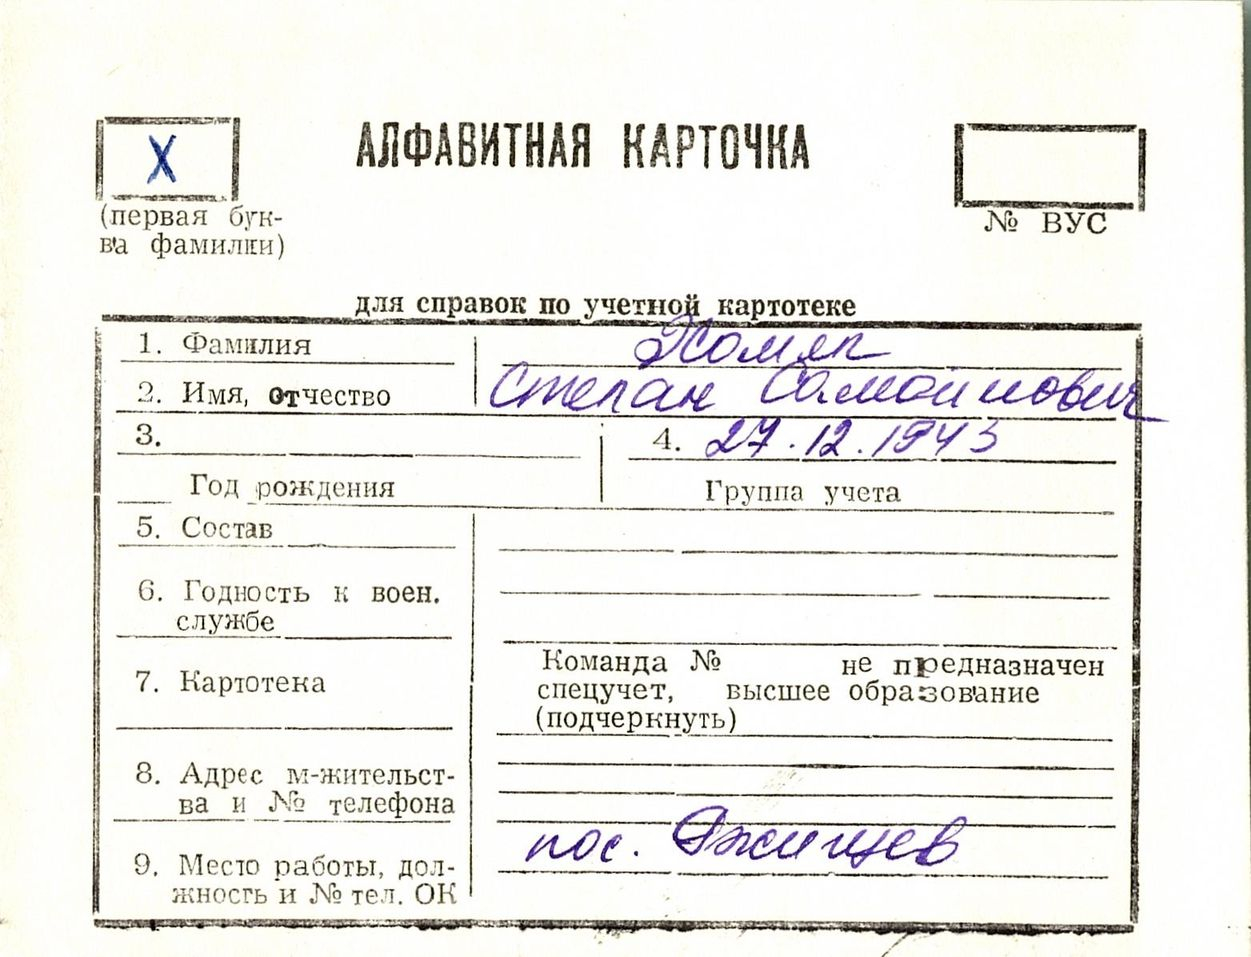 Х
АЛФАВИТНАЯ КАРТОЧКА
(первая бук-
ва фамилии)
№ ВУС
для справок по учетной картотеке
1. Фамилия Хомяк
2. Имя, отчество Степан Самойлович
3. 4. 27.12.1943
Год рождения Группа учета
5. Состав
6. Годность к воен.
службе
7. Картотека
Команда № не предназначен
спецучет, высшее образование
(подчеркнуть)
8. Адрес м-жительст-
ва и № телефона
пос.
9. Место работы, дол-
жность и № тел. ОК